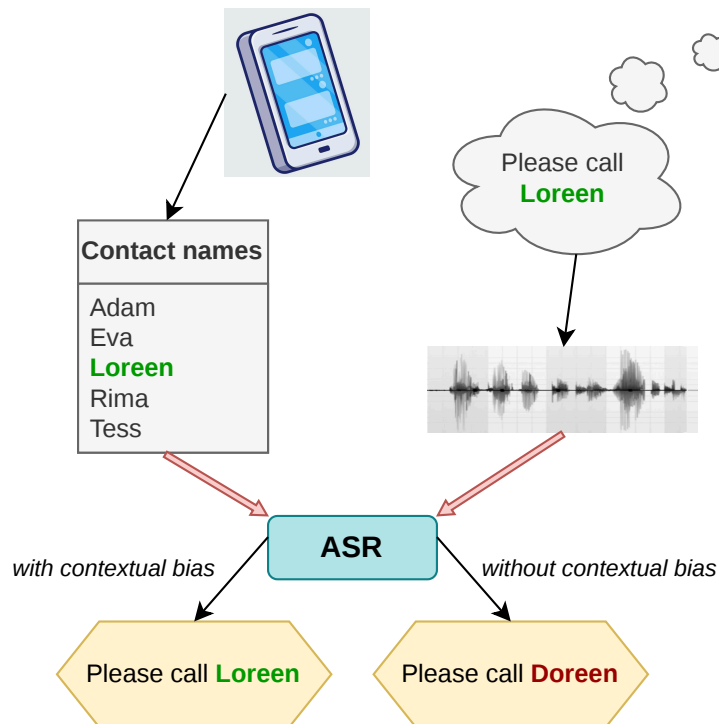 Please call
Loreen
Contact names
Adam
Eva
Loreen
Rima
Tess
ASR
with contextual bias
without contextual bias
Please call Loreen
Please call Doreen